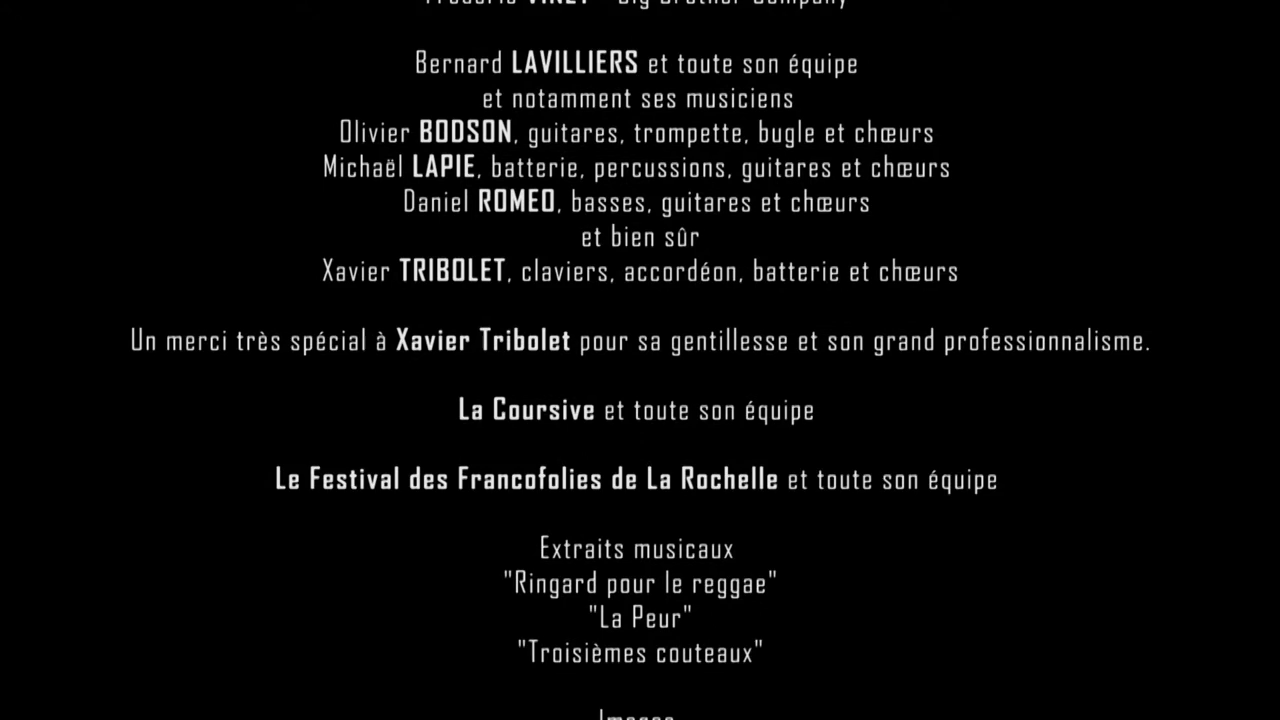 Bernard LAVILLIERS et toute son équipe
et notamment ses musiciens
Olivier BODSON, guitares, trompette, bugle et chœurs
Michaël LAPIE, batterie, percussions, guitares et chœurs
Daniel ROMEO, basses, guitares et chœurs
et bien sûr
Xavier TRIBOLET, claviers, accordéon, batterie et chœurs
Un merci très spécial à Xavier Tribolet pour sa gentillesse et son grand professionnalisme.
La Coursive et toute son équipe
Le Festival des Francofolies de La Rochelle et toute son équipe
Extraits musicaux
"Ringard pour le reggae"
"La Peur"
"Troisièmes couteaux"